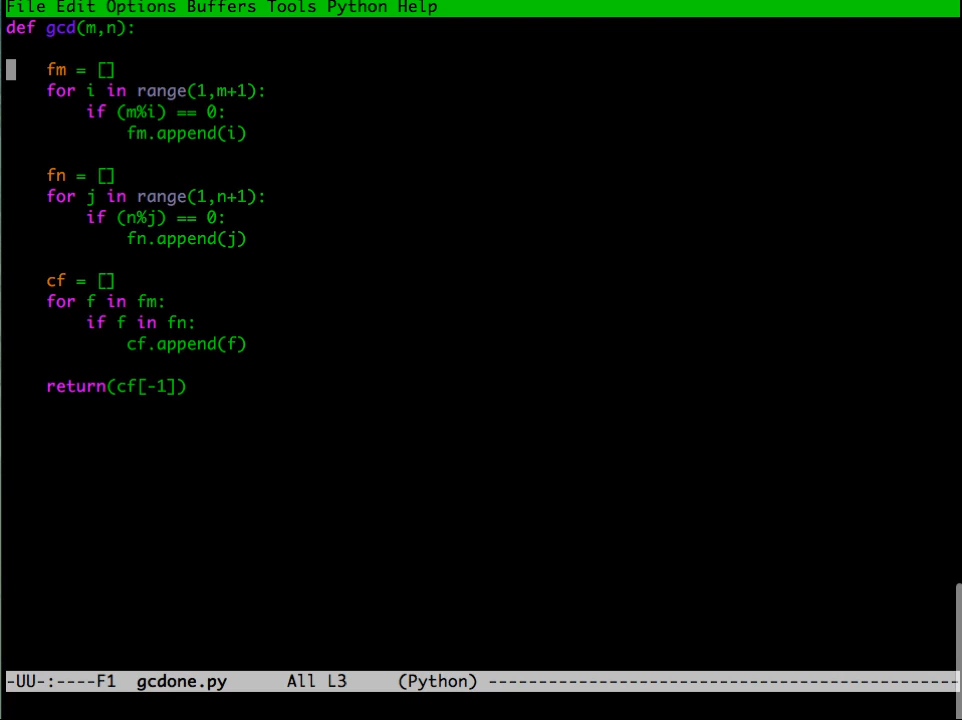 File Edit Options Buffers Tools Python Help
def gcd(m,n):

    fm = []
    for i in range(1,m+1):
        if (m%i) == 0:
            fm.append(i)

    fn = []
    for j in range(1,n+1):
        if (n%j) == 0:
            fn.append(j)

    cf = []
    for f in fm:
        if f in fn:
            cf.append(f)

    return(cf[-1])
-UU-:----F1  gcdone.py      All L3     (Python) -----------------------------------------------